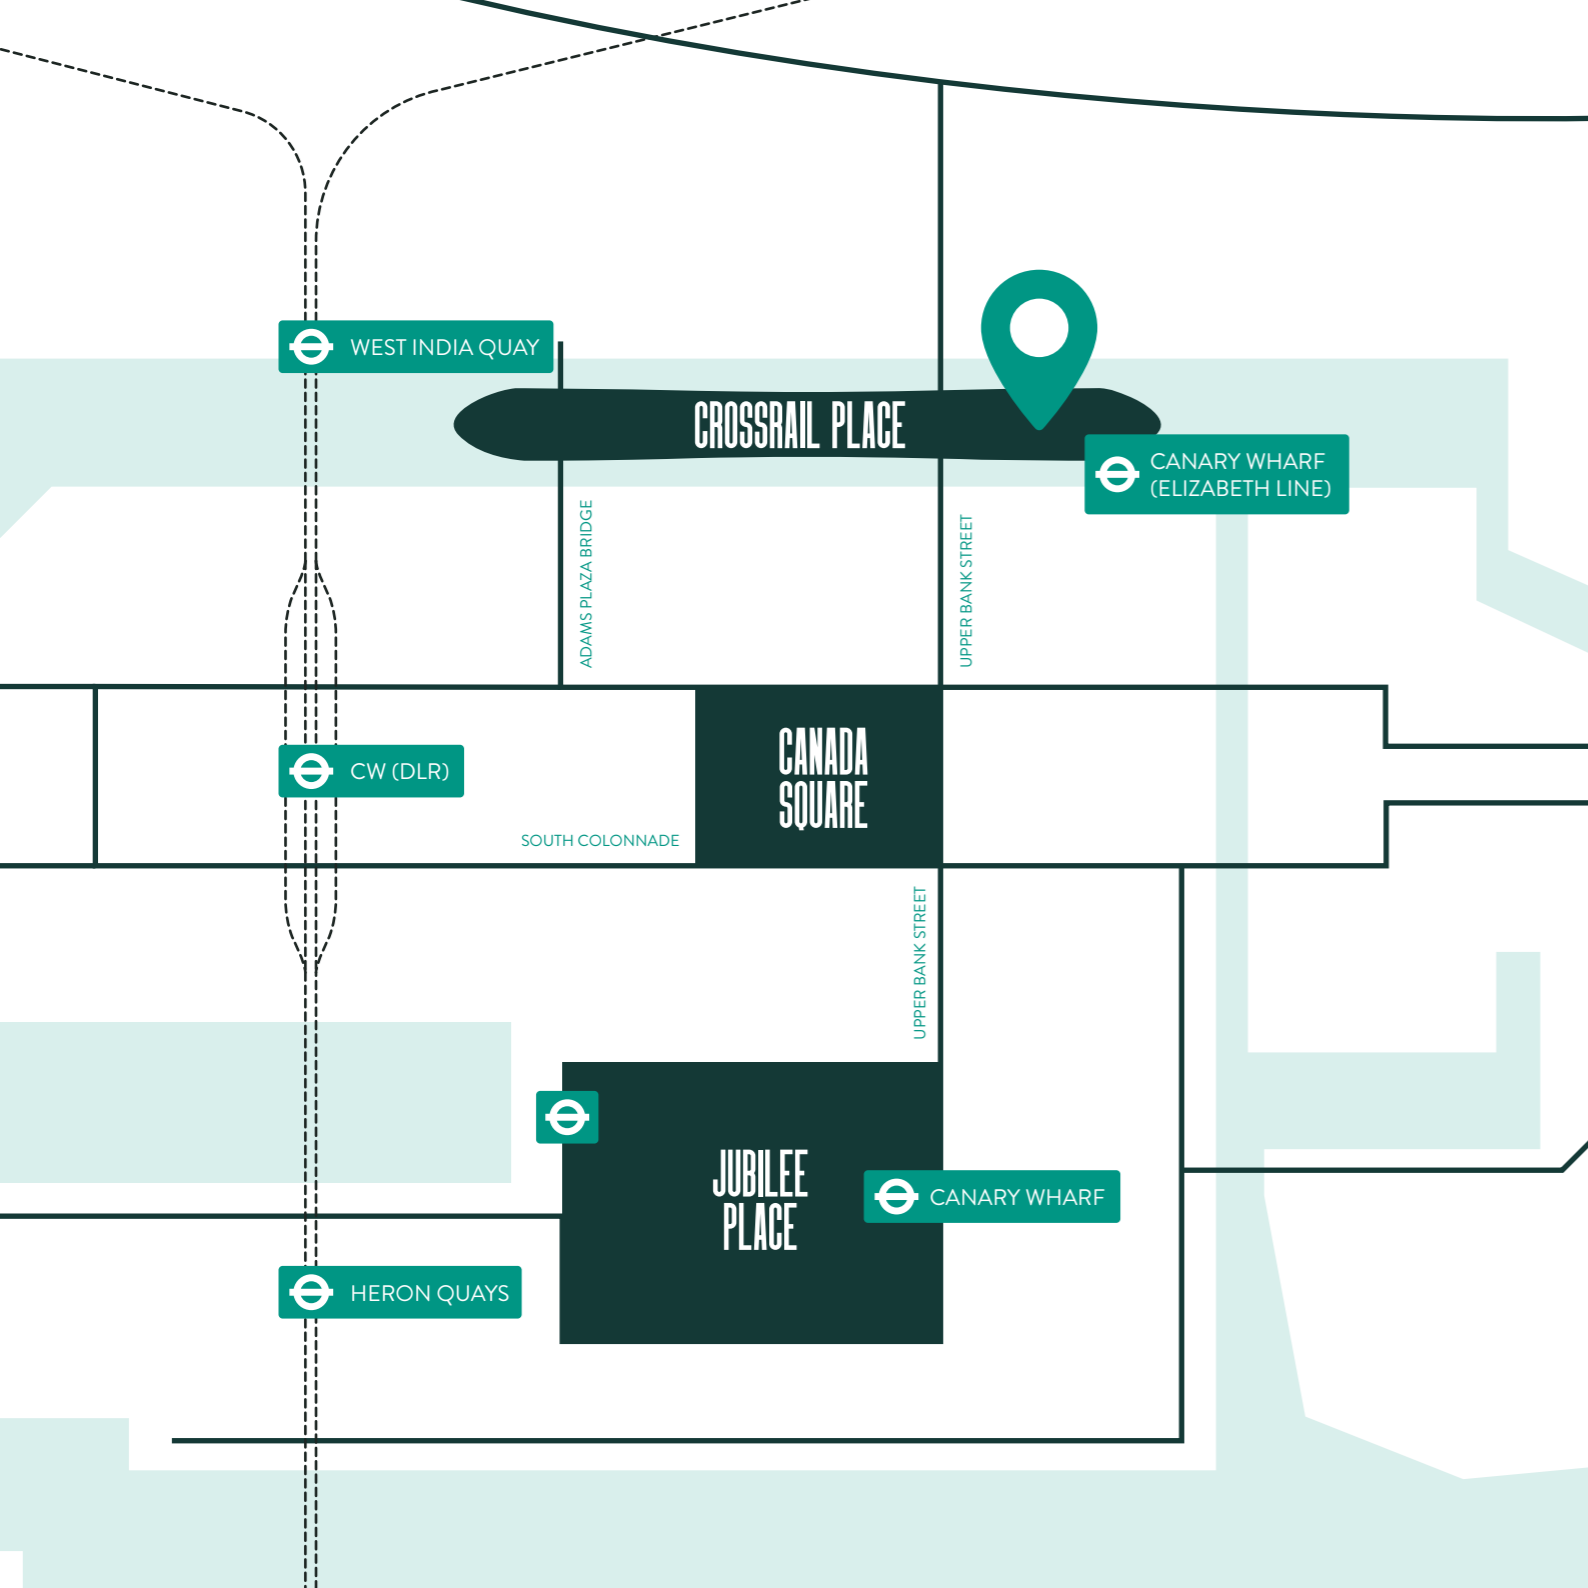 WEST INDIA QUAY
CROSSRAIL PLACE
CANARY WHARF
(ELIZABETH LINE)
ADAMS PLAZA BRIDGE
UPPER BANK STREET
CANADA
SQUARE
CW (DLR)
SOUTH COLONNADE
UPPER BANK STREET
JUBILEE
PLACE
CANARY WHARF
HERON QUAYS